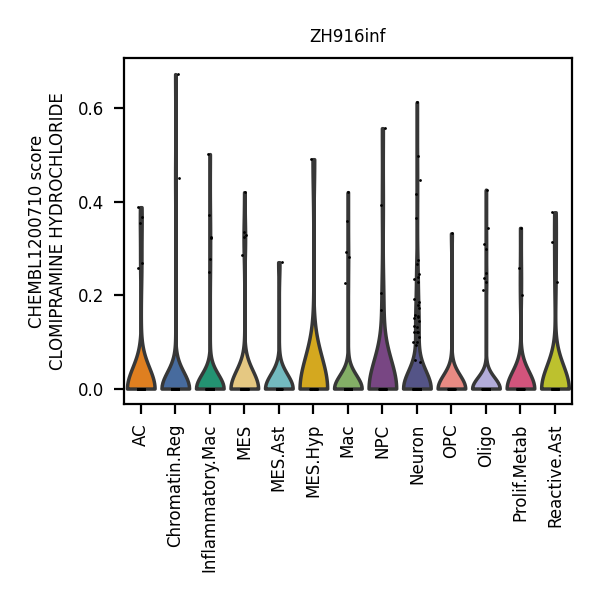 ZH916inf
CHEMBL1200710 score
CLOMIPRAMINE HYDROCHLORIDE
0.6
0.4
0.2
0.0
AC
Chromatin.Reg
Inflammatory.Mac
MES
MES.Ast
MES.Hyp
Mac
NPC
Neuron
OPC
Oligo
Prolif.Metab
Reactive.Ast